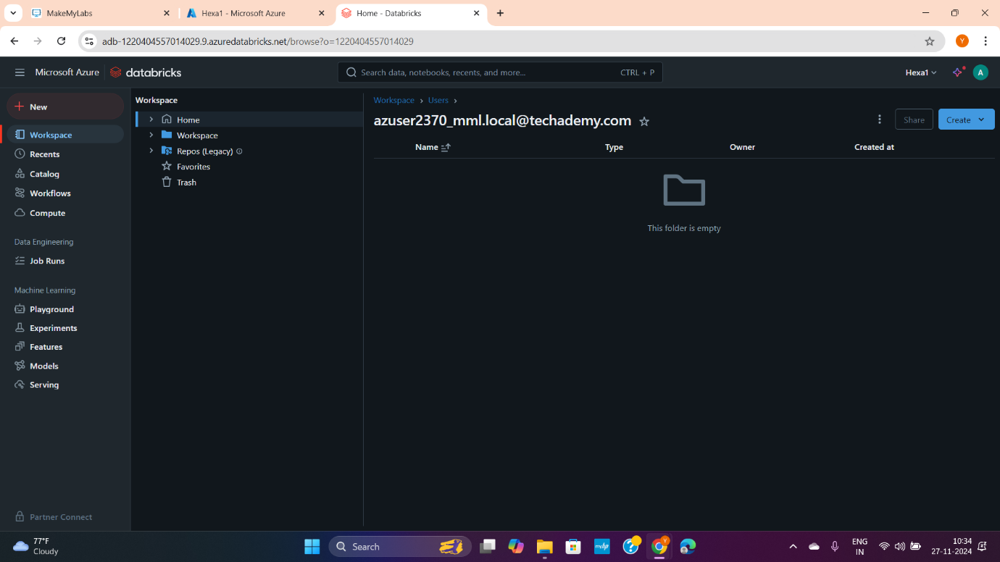 MakeMyLabs
Hexa1 - Microsoft Azure
Home - Databricks
adb-1220404557014029.9.azuredatabricks.net/browse?o=1220404557014029
Y
Microsoft Azure
databricks
Search data, notebooks, recents, and more...
CTRL + P
Hexa1
A
New
Workspace
Recents
Catalog
Workflows
Compute
Data Engineering
Job Runs
Machine Learning
Playground
Experiments
Features
Models
Serving
Partner Connect
Workspace
Home
Workspace
Repos (Legacy)
Favorites
Trash
Workspace › Users ›
azuser2370_mml.local@techademy.com
Share
Create
Name
Type
Owner
Created at
This folder is empty
77°F
Cloudy
Search
myhp
Y
ENG
IN
10:34
27-11-2024